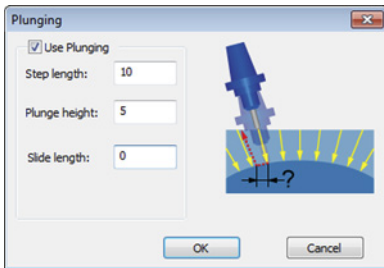 Plunging
Use Plunging
Step length: 10
Plunge height: 5
Slide length: 0
?
OK Cancel